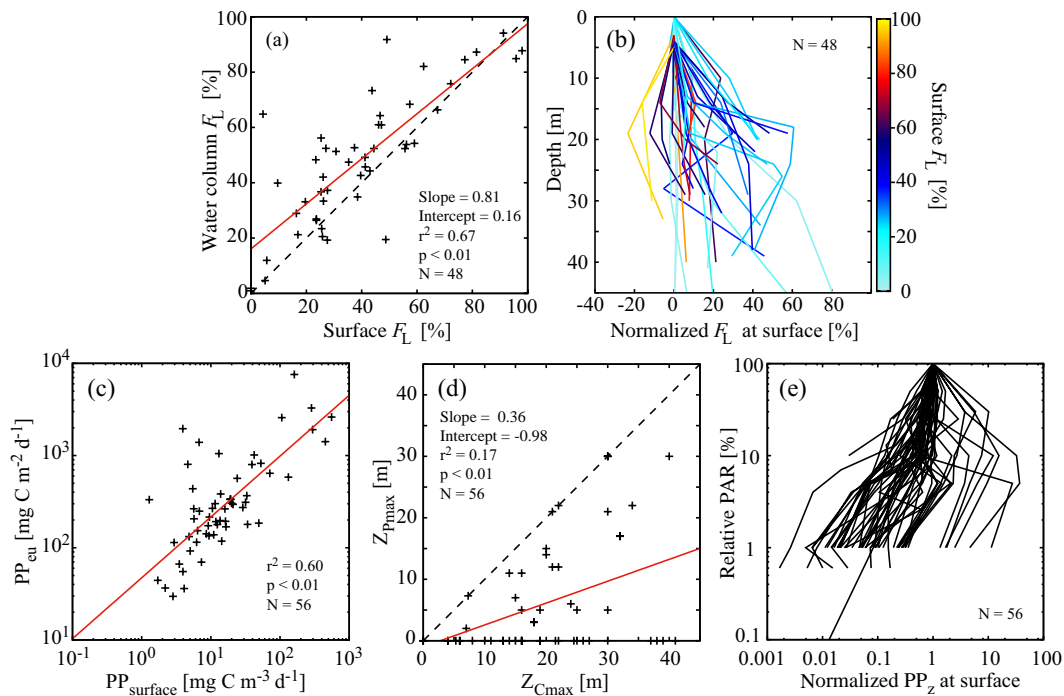 (a)
Water column F_L [%]
100
80
60
40
20
0
0 20 40 60 80 100
Surface F_L [%]
Slope = 0.81
Intercept = 0.16
r² = 0.67
p < 0.01
N = 48
(b)
N = 48
Depth [m]
0
10
20
30
40
-40 -20 0 20 40 60 80
Normalized F_L at surface [%]
100
80
60
40
20
0
Surface F_L [%]
(c)
PP_eu [mg C m⁻² d⁻¹]
10⁴
10³
10²
10¹
10⁻¹ 10⁰ 10¹ 10² 10³
PP_surface [mg C m⁻³ d⁻¹]
r² = 0.60
p < 0.01
N = 56
(d)
Slope = 0.36
Intercept = -0.98
r² = 0.17
p < 0.01
N = 56
Z_Pmax [m]
40
30
20
10
0
0 10 20 30 40
Z_Cmax [m]
(e)
Relative PAR [%]
100
10
1
0.1
0.001 0.01 0.1 1 10 100
Normalized PP_Z at surface
N = 56